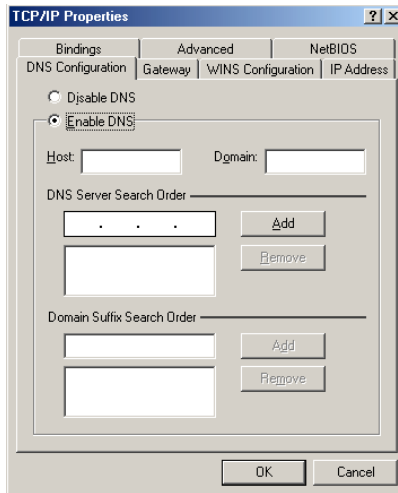 TCP/IP Properties
Bindings Advanced NetBIOS
DNS Configuration Gateway WINS Configuration IP Address
Disable DNS
Enable DNS
Host: Domain:
DNS Server Search Order
. . . Add
Remove
Domain Suffix Search Order
Add
Remove
OK Cancel